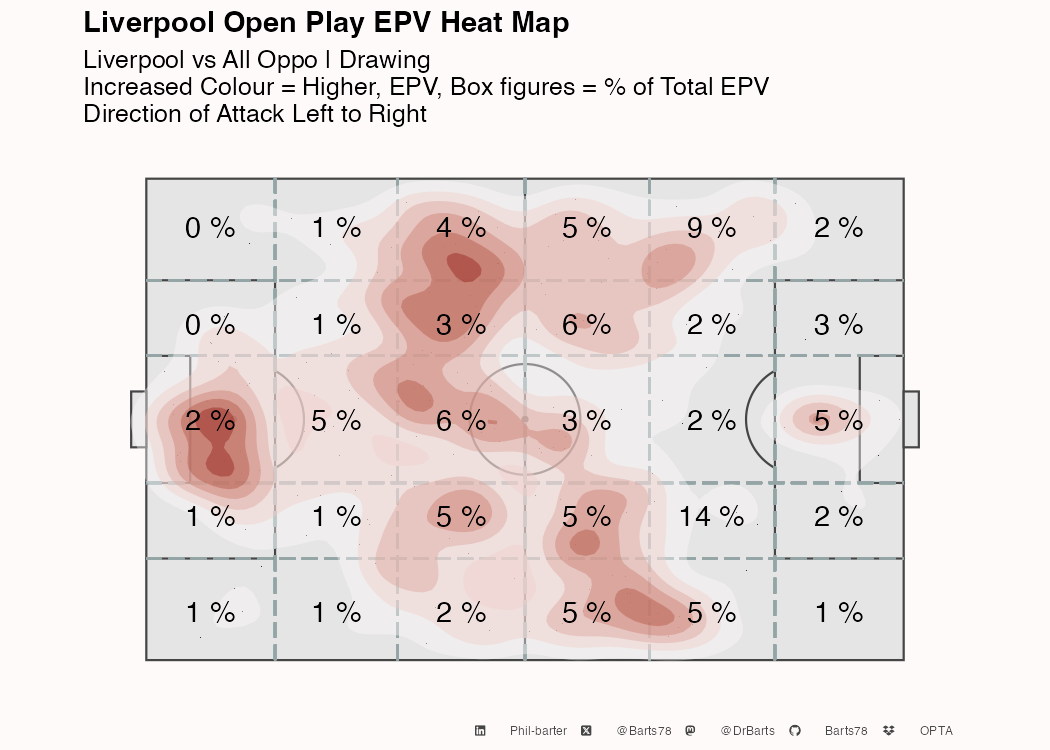 Liverpool Open Play EPV Heat Map
Liverpool vs All Oppo | Drawing
Increased Colour = Higher, EPV, Box figures = % of Total EPV
Direction of Attack Left to Right
0 % 1 % 4 % 5 % 9 % 2 %
0 % 1 % 3 % 6 % 2 % 3 %
2 % 5 % 6 % 3 % 2 % 5 %
1 % 1 % 5 % 5 % 14 % 2 %
1 % 1 % 2 % 5 % 5 % 1 %
Phil-barter @Barts78 @DrBarts Barts78 OPTA